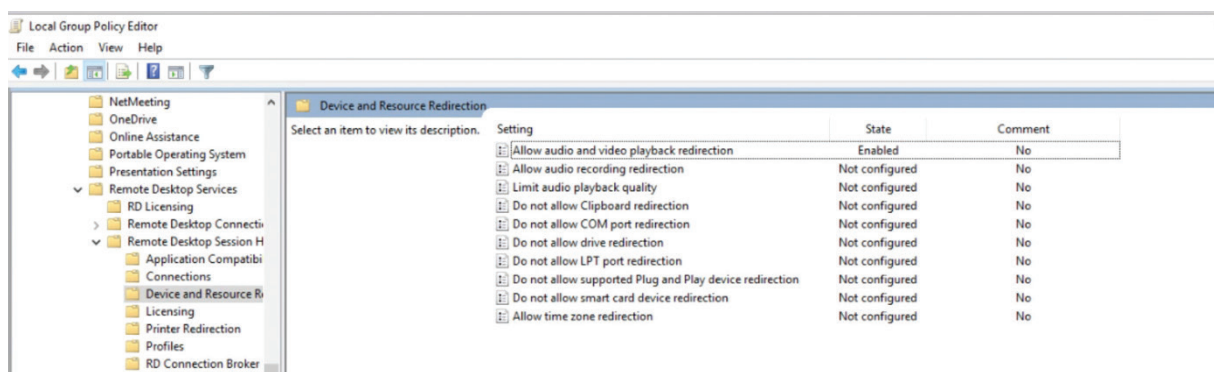 Local Group Policy Editor
File Action View Help
NetMeeting
OneDrive
Online Assistance
Portable Operating System
Presentation Settings
Remote Desktop Services
RD Licensing
Remote Desktop Connecti
Remote Desktop Session H
Application Compatibi
Connections
Device and Resource Re
Licensing
Printer Redirection
Profiles
RD Connection Broker
Device and Resource Redirection
Select an item to view its description.
Setting State Comment
Allow audio and video playback redirection Enabled No
Allow audio recording redirection Not configured No
Limit audio playback quality Not configured No
Do not allow Clipboard redirection Not configured No
Do not allow COM port redirection Not configured No
Do not allow drive redirection Not configured No
Do not allow LPT port redirection Not configured No
Do not allow supported Plug and Play device redirection Not configured No
Do not allow smart card device redirection Not configured No
Allow time zone redirection Not configured No